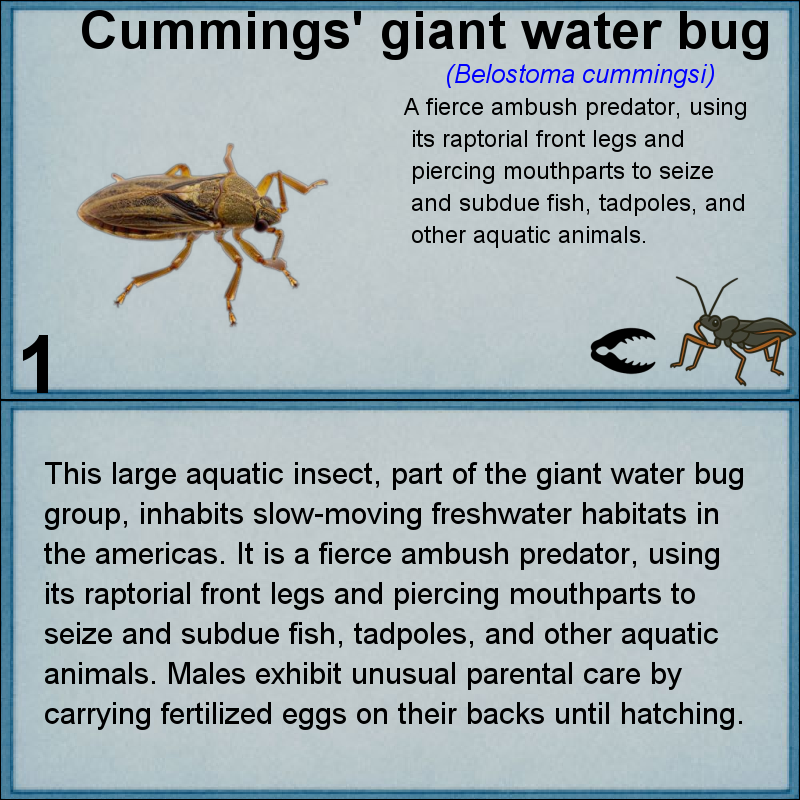 Cummings' giant water bug
(Belostoma cummingsi)
A fierce ambush predator, using
its raptorial front legs and
piercing mouthparts to seize
and subdue fish, tadpoles, and
other aquatic animals.
1
This large aquatic insect, part of the giant water bug
group, inhabits slow-moving freshwater habitats in
the americas. It is a fierce ambush predator, using
its raptorial front legs and piercing mouthparts to
seize and subdue fish, tadpoles, and other aquatic
animals. Males exhibit unusual parental care by
carrying fertilized eggs on their backs until hatching.